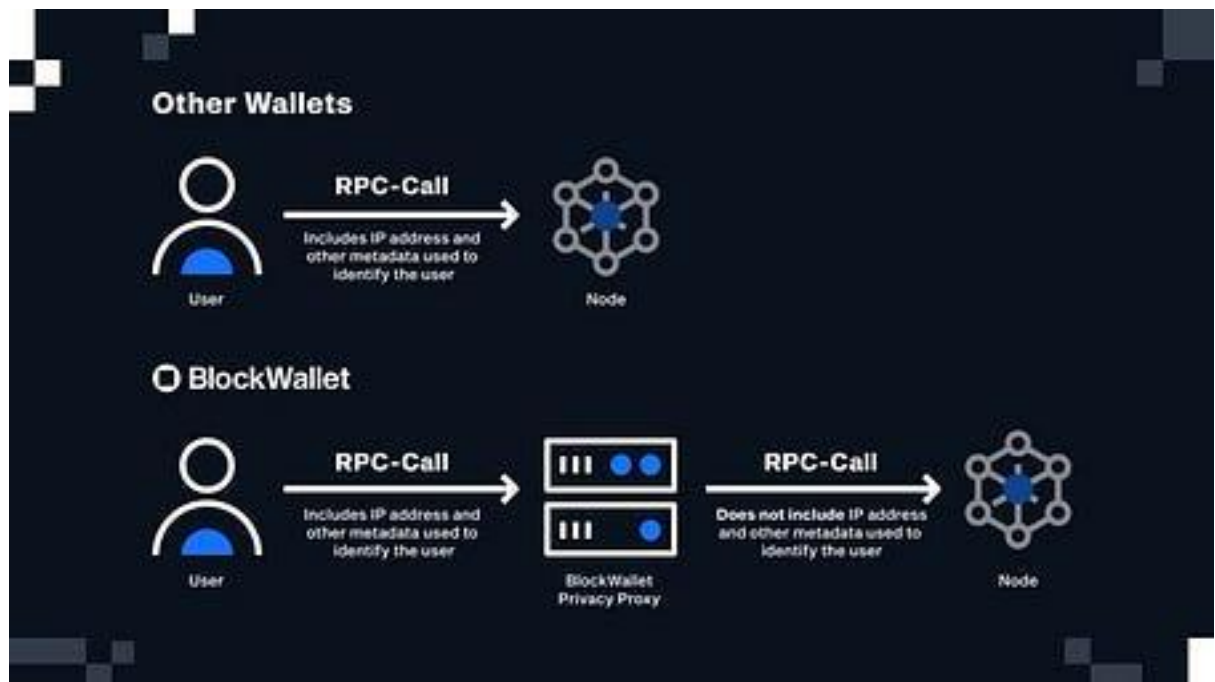 Other Wallets
RPC-Call
Includes IP address and
other metadata used to
identify the user
User
Node
BlockWallet
RPC-Call
Includes IP address and
other metadata used to
identify the user
User
BlockWallet
Privacy Proxy
RPC-Call
Does not include IP address
and other metadata used to
identify the user
Node